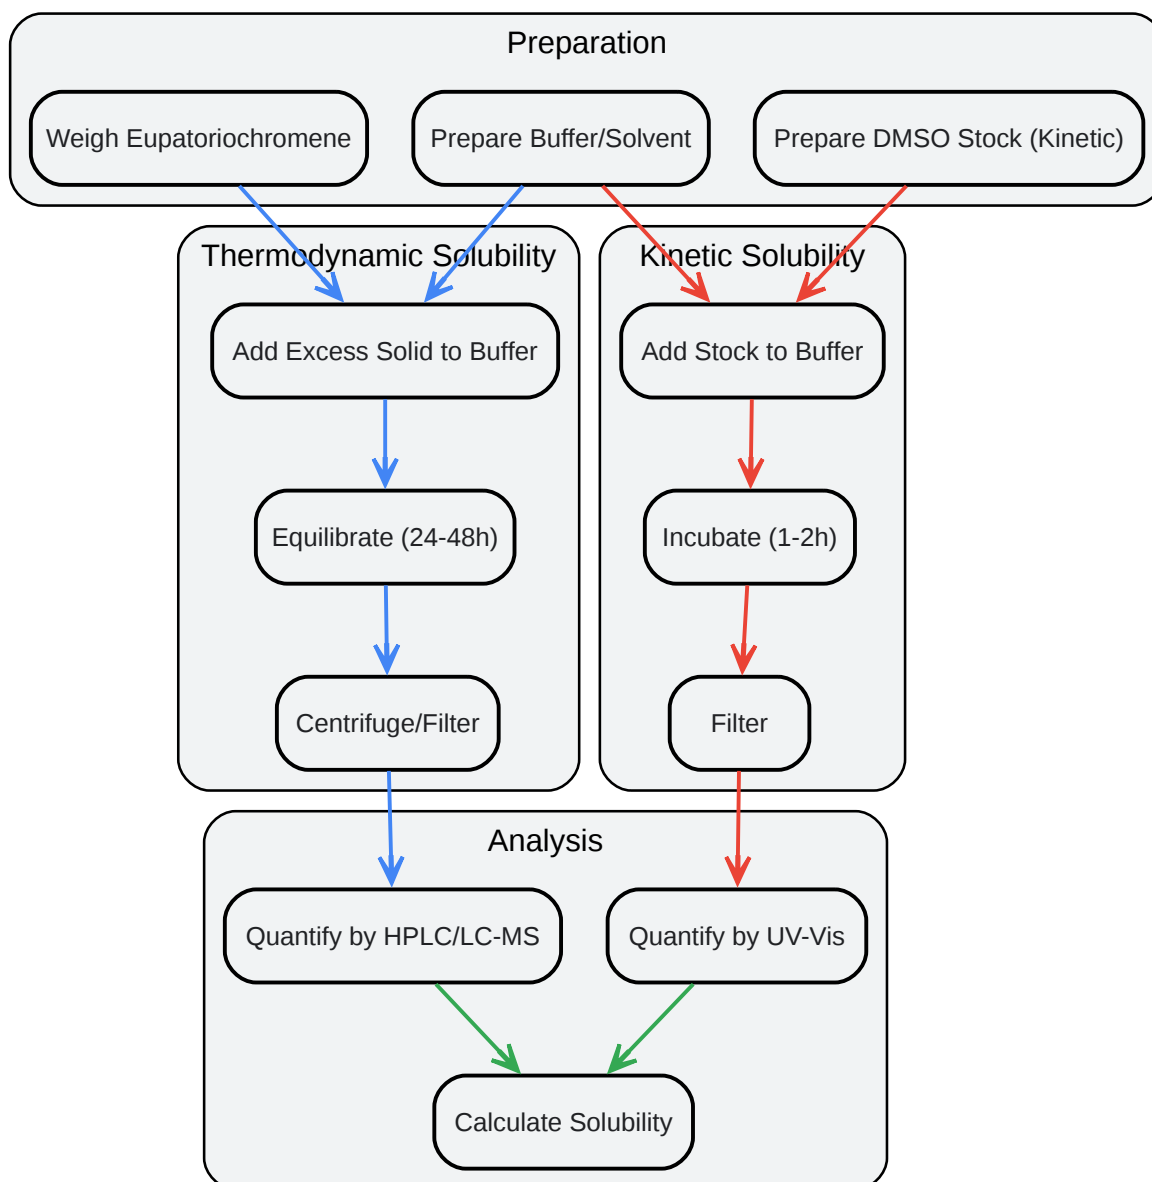 Preparation
Weigh Eupatoriochromene
Prepare Buffer/Solvent
Prepare DMSO Stock (Kinetic)
Thermodynamic Solubility
Kinetic Solubility
Add Excess Solid to Buffer
Add Stock to Buffer
Equilibrate (24-48h)
Incubate (1-2h)
Centrifuge/Filter
Filter
Analysis
Quantify by HPLC/LC-MS
Quantify by UV-Vis
Calculate Solubility